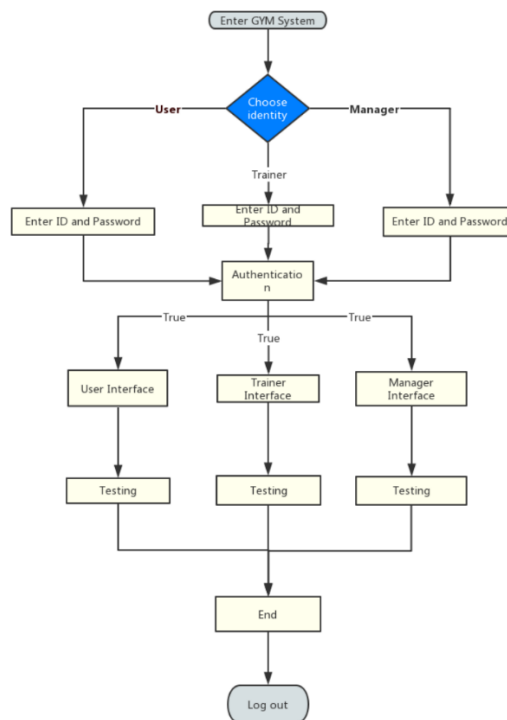 Enter GYM System
Choose
identity
User
Manager
Trainer
Enter ID and Password
Enter ID and
Password
Enter ID and Password
Authenticatio
n
True
True
True
User Interface
Trainer
Interface
Manager
Interface
Testing
Testing
Testing
End
Log out